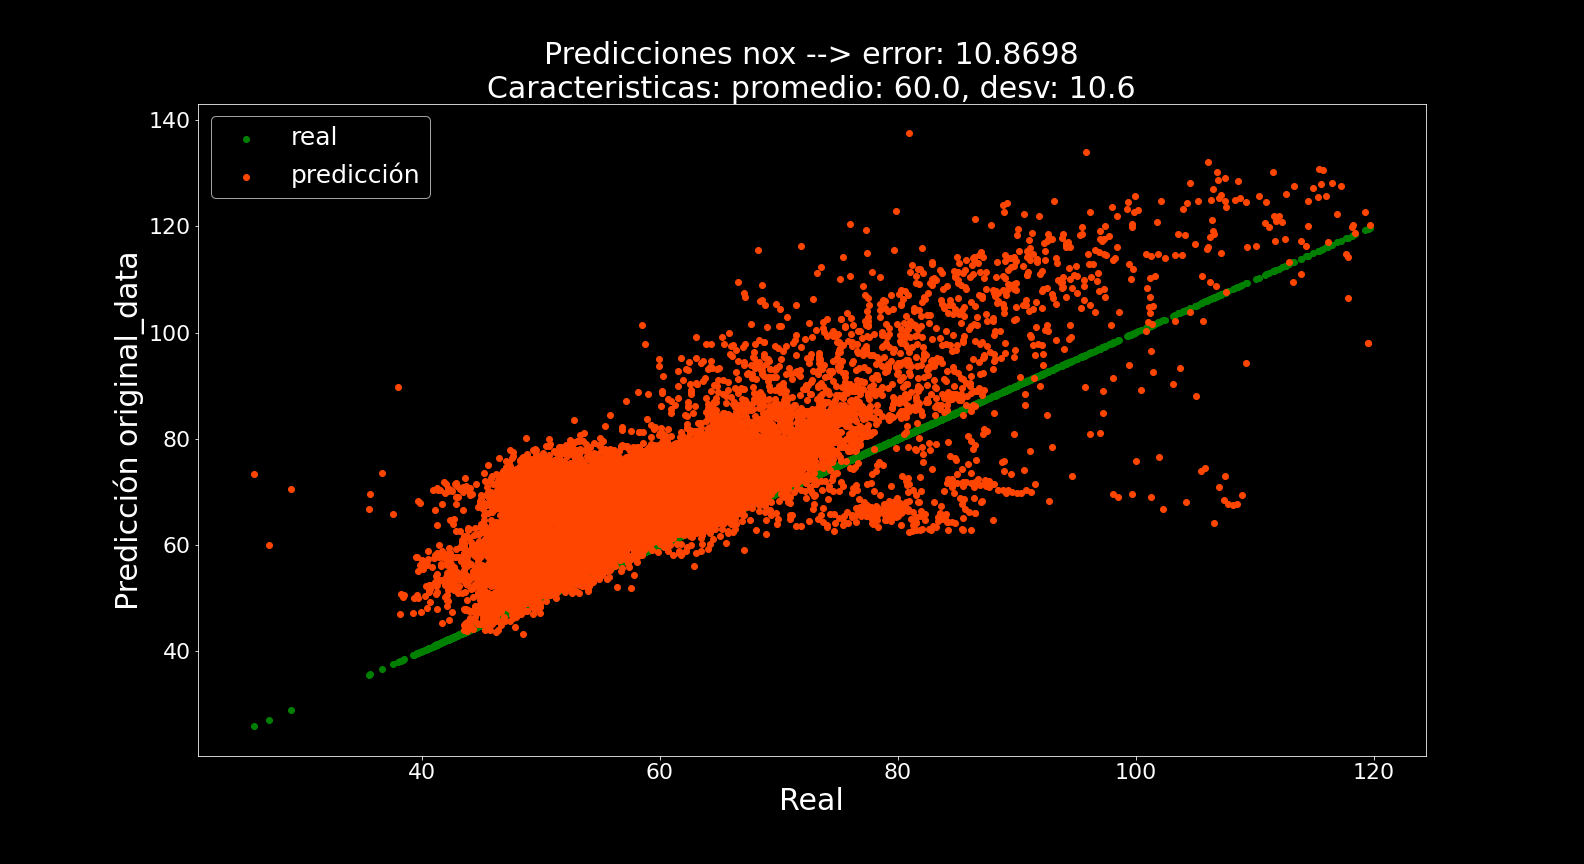 Predicciones nox --> error: 10.8698
Caracteristicas: promedio: 60.0, desv: 10.6
real
predicción
140
120
100
80
60
40
Predicción original_data
40 60 80 100 120
Real